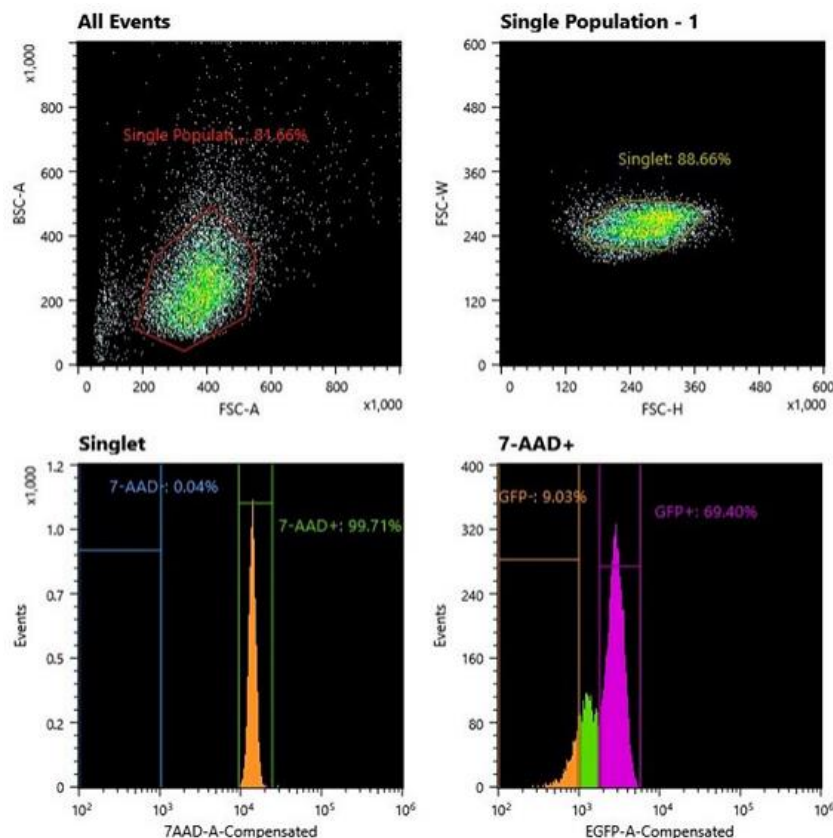 All Events
x1,000
800
600
400
200
0
BSC-A
Single Populati...: 81.66%
0 200 400 600 800
FSC-A
x1,000
Single Population - 1
600
480
360
240
120
0
FSC-W
Singlet: 88.66%
0 120 240 360 480 600
FSC-H
x1,000
Singlet
x1,000
1.2
1.0
0.7
0.5
0.2
0
Events
7-AAD-: 0.04%
7-AAD+: 99.71%
10² 10³ 10⁴ 10⁵ 10⁶
7AAD-A-Compensated
7-AAD+
400
320
240
160
80
0
Events
GFP-: 9.03%
GFP+: 69.40%
10² 10³ 10⁴ 10⁵ 10⁶
EGFP-A-Compensated